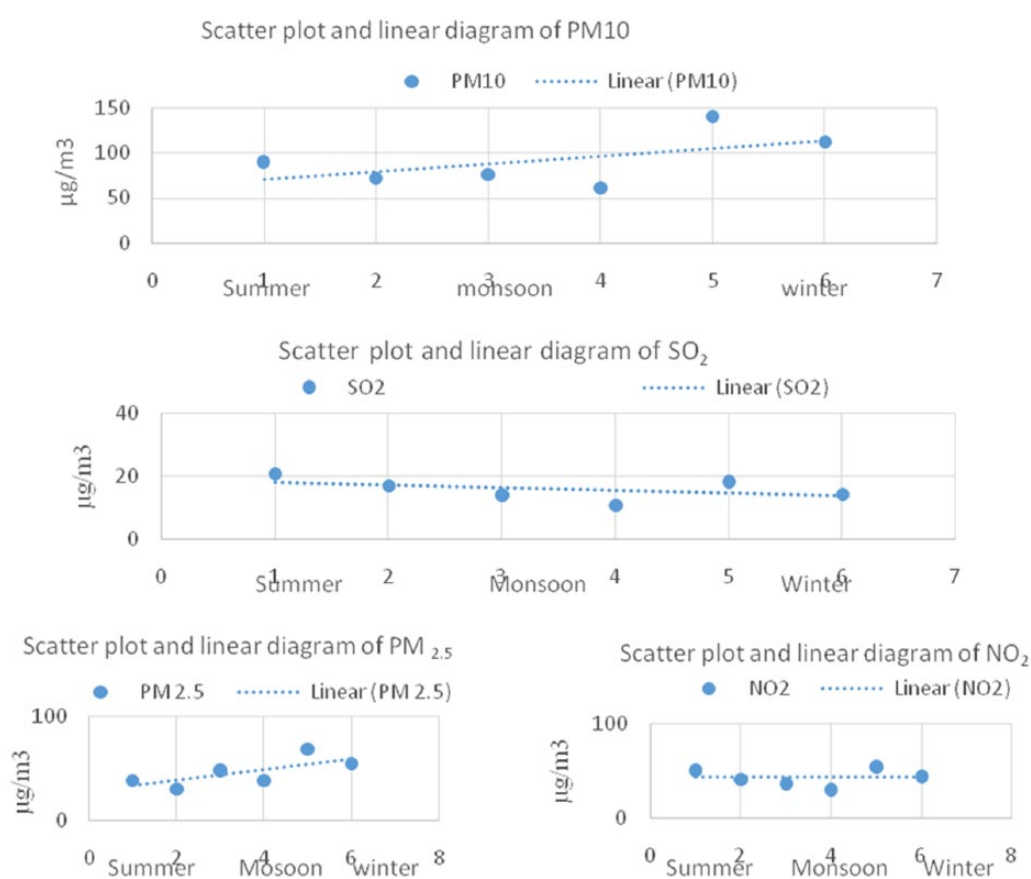 Scatter plot and linear diagram of PM10
PM10 Linear (PM10)
150
100
50
0
µg/m3
0 1 2 3 4 5 6 7
Summer monsoon winter
Scatter plot and linear diagram of SO₂
SO2 Linear (SO2)
40
20
0
µg/m3
0 1 2 3 4 5 6 7
Summer Monsoon Winter
Scatter plot and linear diagram of PM ₂.₅
PM 2.5 Linear (PM 2.5)
100
0
µg/m3
0 2 4 6 8
Summer Mosoon winter
Scatter plot and linear diagram of NO₂
NO2 Linear (NO2)
100
0
µg/m3
0 2 4 6 8
Summer Monsoon Winter